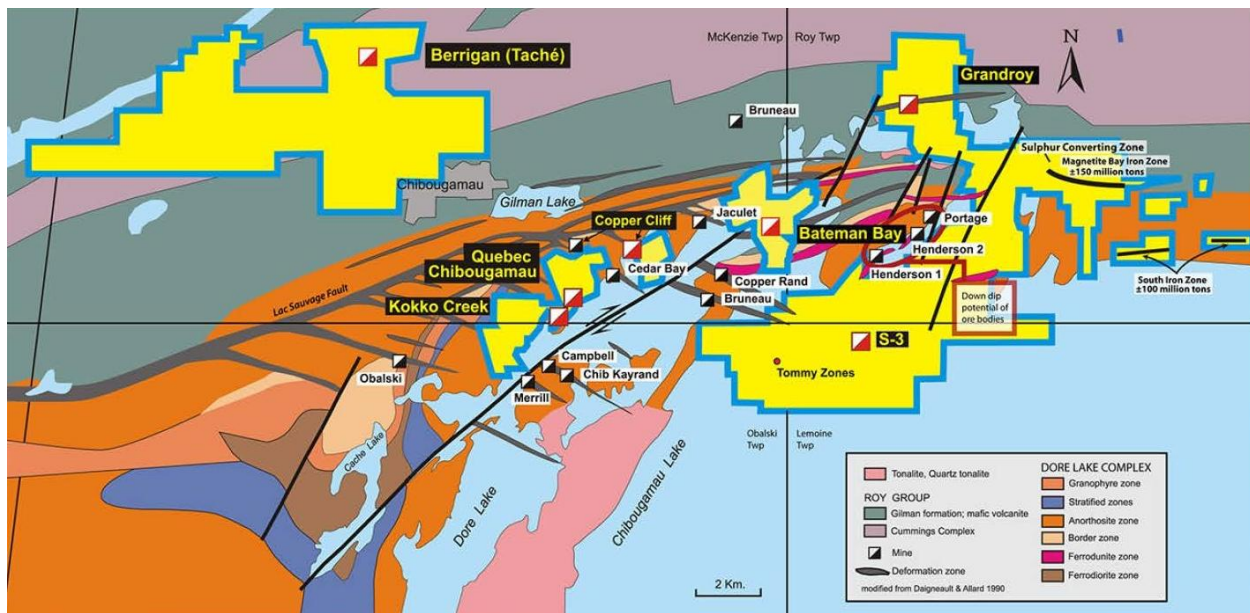 McKenzie Twp
Roy Twp
N
Berrigan (Taché)
Grandroy
Bruneau
Sulphur Converting Zone
Magnetite Bay Iron Zone
±150 million tons
Chibougamau
Gilman Lake
Copper Cliff
Jaculet
Portage
Bateman Bay
Henderson 2
Quebec
Chibougamau
Cedar Bay
Henderson 1
Copper Rand
South Iron Zone
±100 million tons
Kokko Creek
Lac Sauvage Fault
Bruneau
Down dip
potential of
ore bodies
S-3
Obalski
Campbell
Chib Kayrand
Merrill
Tommy Zones
Obalski
Twp
Lemoine
Twp
Cache Lake
Dore Lake
Chibougamau Lake
2 Km.
Tonalite, Quartz tonalite
ROY GROUP
Gilman formation; mafic volcanite
Cummings Complex
Mine
Deformation zone
modified from Daigneault & Allard 1990
DORE LAKE COMPLEX
Granophyre zone
Stratified zones
Anorthosite zone
Border zone
Ferrodunite zone
Ferrodiorite zone